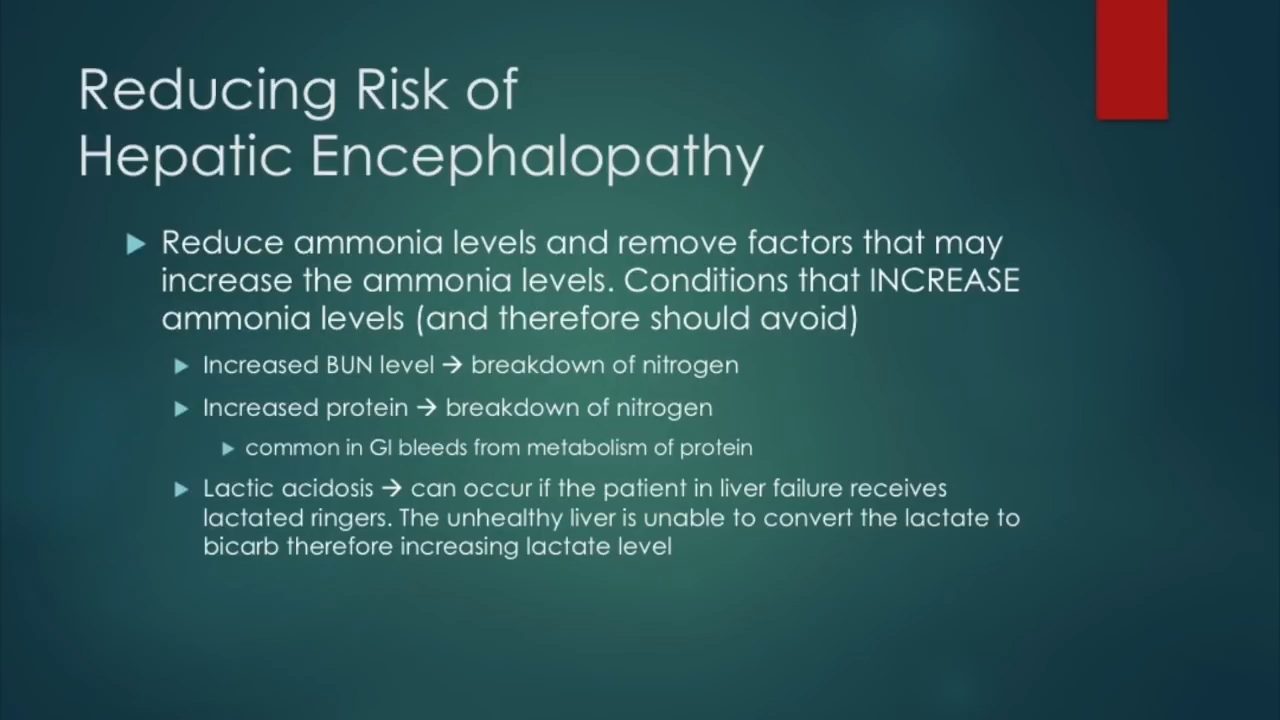 Reducing Risk of
Hepatic Encephalopathy
Reduce ammonia levels and remove factors that may
increase the ammonia levels. Conditions that INCREASE
ammonia levels (and therefore should avoid)
Increased BUN level → breakdown of nitrogen
Increased protein → breakdown of nitrogen
common in GI bleeds from metabolism of protein
Lactic acidosis → can occur if the patient in liver failure receives
lactated ringers. The unhealthy liver is unable to convert the lactate to
bicarb therefore increasing lactate level